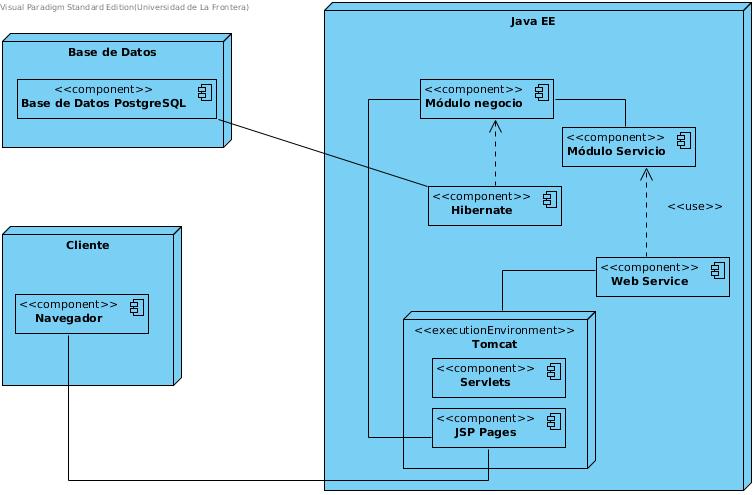 Visual Paradigm Standard Edition(Universidad de La Frontera)
Java EE
Base de Datos
<<component>>
Base de Datos PostgreSQL
<<component>>
Módulo negocio
<<component>>
Módulo Servicio
<<component>>
Hibernate
<<use>>
Cliente
<<component>>
Web Service
<<component>>
Navegador
<<executionEnvironment>>
Tomcat
<<component>>
Servlets
<<component>>
JSP Pages